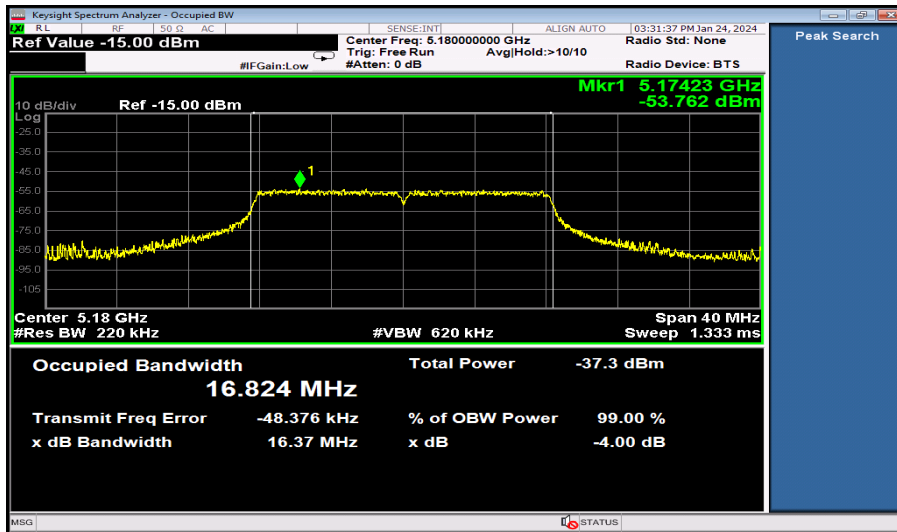 Keysight Spectrum Analyzer - Occupied BW
LXI RL RF 50 Ω AC SENSE:INT ALIGN AUTO 03:31:37 PM Jan 24, 2024
Ref Value -15.00 dBm Center Freq: 5.180000000 GHz Radio Std: None
Trig: Free Run Avg|Hold:>10/10
#IFGain:Low #Atten: 0 dB Radio Device: BTS
Peak Search
Mkr1 5.17423 GHz
10 dB/div Ref -15.00 dBm -53.762 dBm
Log
-25.0
-35.0
1
-45.0
-55.0
-65.0
-75.0
-85.0
-95.0
-105
Center 5.18 GHz Span 40 MHz
#Res BW 220 kHz #VBW 620 kHz Sweep 1.333 ms
Occupied Bandwidth Total Power -37.3 dBm
16.824 MHz
Transmit Freq Error -48.376 kHz % of OBW Power 99.00 %
x dB Bandwidth 16.37 MHz x dB -4.00 dB
MSG STATUS